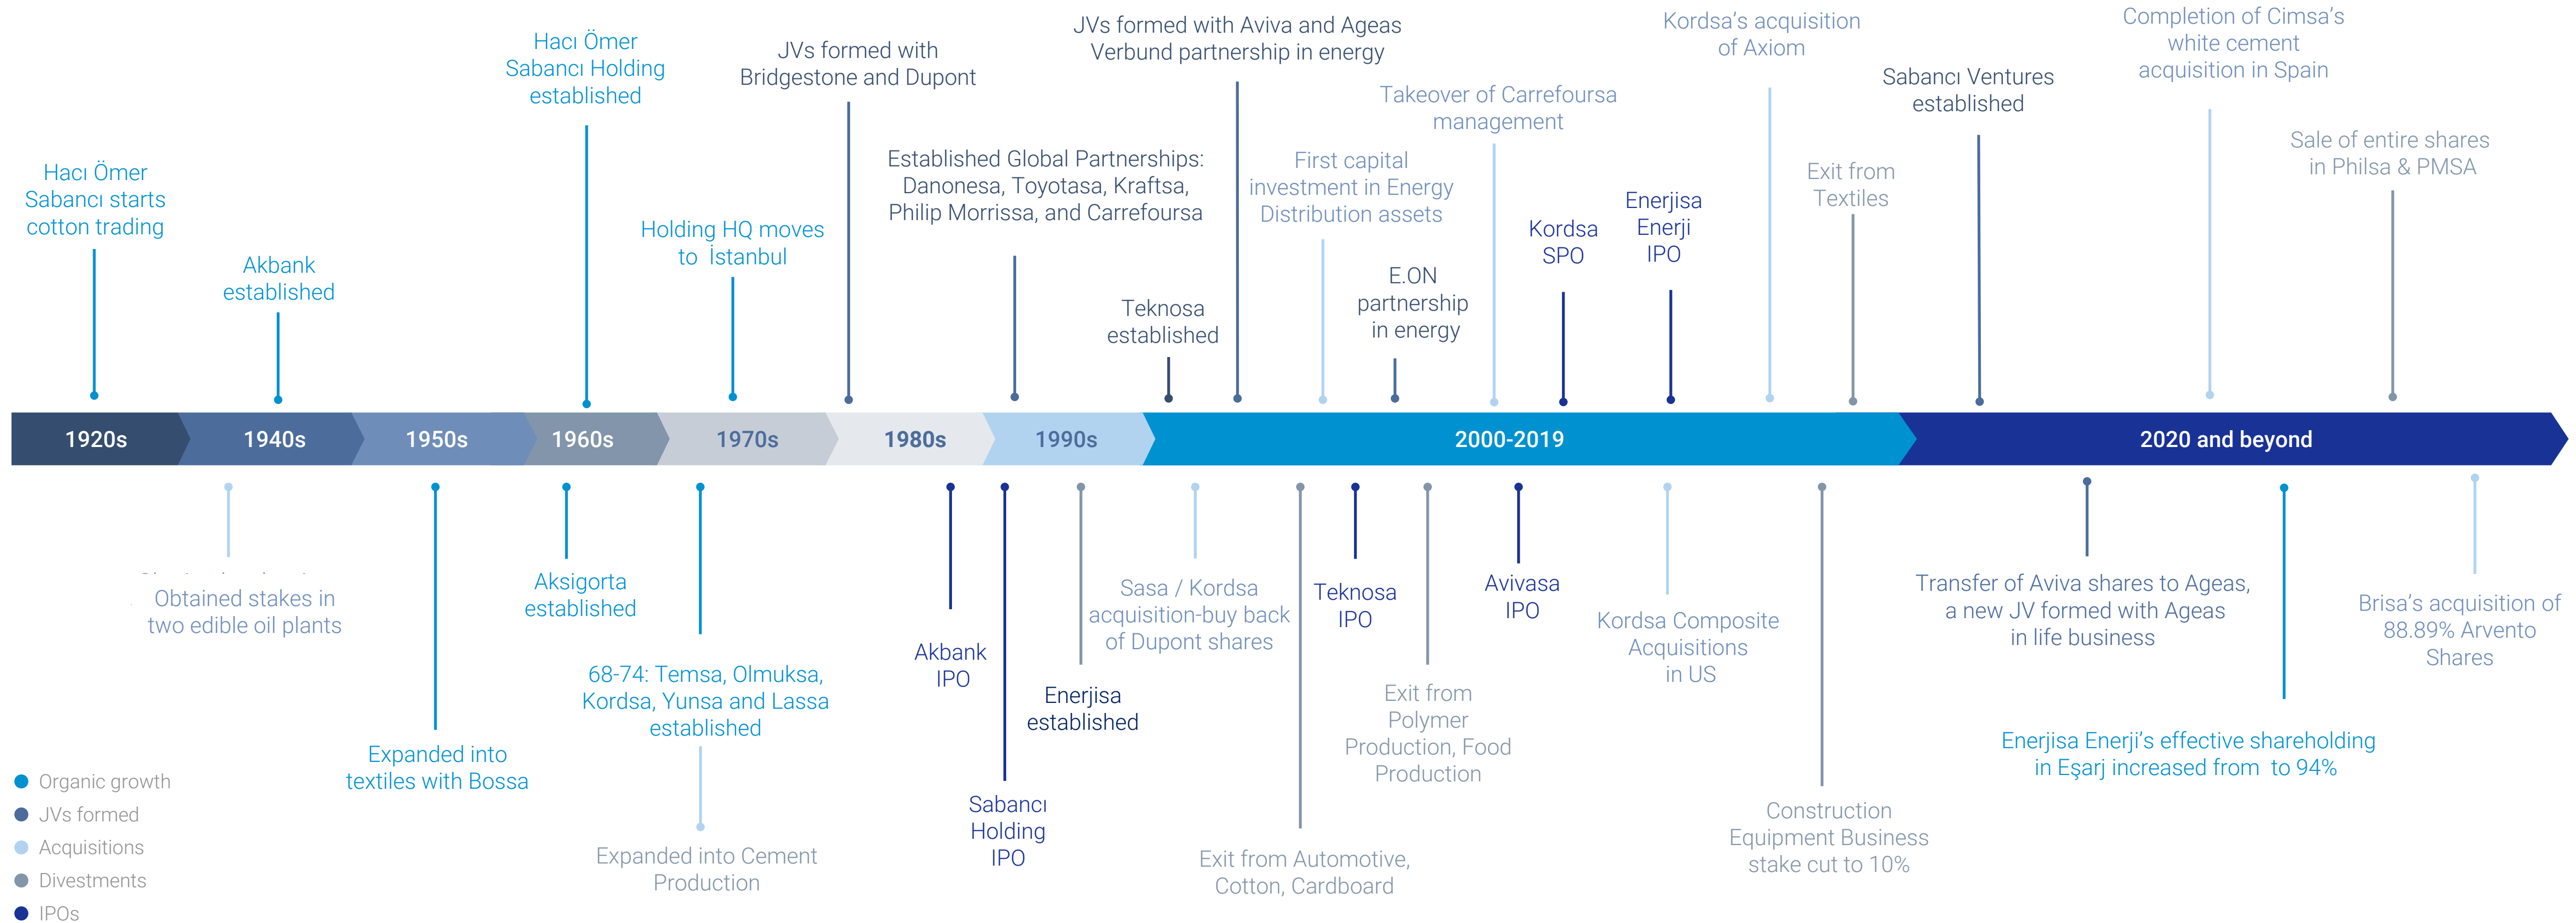 Hacı Ömer
Sabancı starts
cotton trading
Akbank
established
Hacı Ömer
Sabancı Holding
established
Holding HQ moves
to İstanbul
JVs formed with
Bridgestone and Dupont
Established Global Partnerships:
Danonesa, Toyotasa, Kraftsa,
Philip Morrissa, and Carrefoursa
JVs formed with Aviva and Ageas
Verbund partnership in energy
Teknosa
established
First capital
investment in Energy
Distribution assets
E.ON
partnership
in energy
Takeover of Carrefoursa
management
Kordsa
SPO
Enerjisa
Enerji
IPO
Kordsa's acquisition
of Axiom
Exit from
Textiles
Sabancı Ventures
established
Completion of Cimsa's
white cement
acquisition in Spain
Sale of entire shares
in Philsa & PMSA
1920s
1940s
1950s
1960s
1970s
1980s
1990s
2000-2019
2020 and beyond
Obtained stakes in
two edible oil plants
Expanded into
textiles with Bossa
Aksigorta
established
68-74: Temsa, Olmuksa,
Kordsa, Yunsa and Lassa
established
Expanded into Cement
Production
Akbank
IPO
Sabancı
Holding
IPO
Enerjisa
established
Sasa / Kordsa
acquisition-buy back
of Dupont shares
Exit from Automotive,
Cotton, Cardboard
Teknosa
IPO
Exit from
Polymer
Production, Food
Production
Avivasa
IPO
Kordsa Composite
Acquisitions
in US
Construction
Equipment Business
stake cut to 10%
Transfer of Aviva shares to Ageas,
a new JV formed with Ageas
in life business
Enerjisa Enerji's effective shareholding
in Eşarj increased from to 94%
Brisa's acquisition of
88.89% Arvento
Shares
Organic growth
JVs formed
Acquisitions
Divestments
IPOs